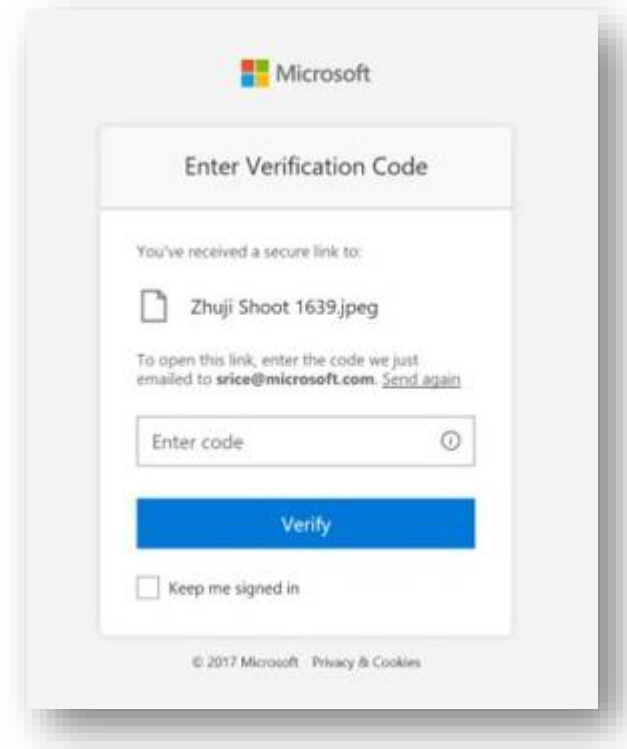 Microsoft
Enter Verification Code
You've received a secure link to:
Zhuji Shoot 1639.jpeg
To open this link, enter the code we just
emailed to srice@microsoft.com. Send again
Enter code
Verify
Keep me signed in
© 2017 Microsoft Privacy & Cookies